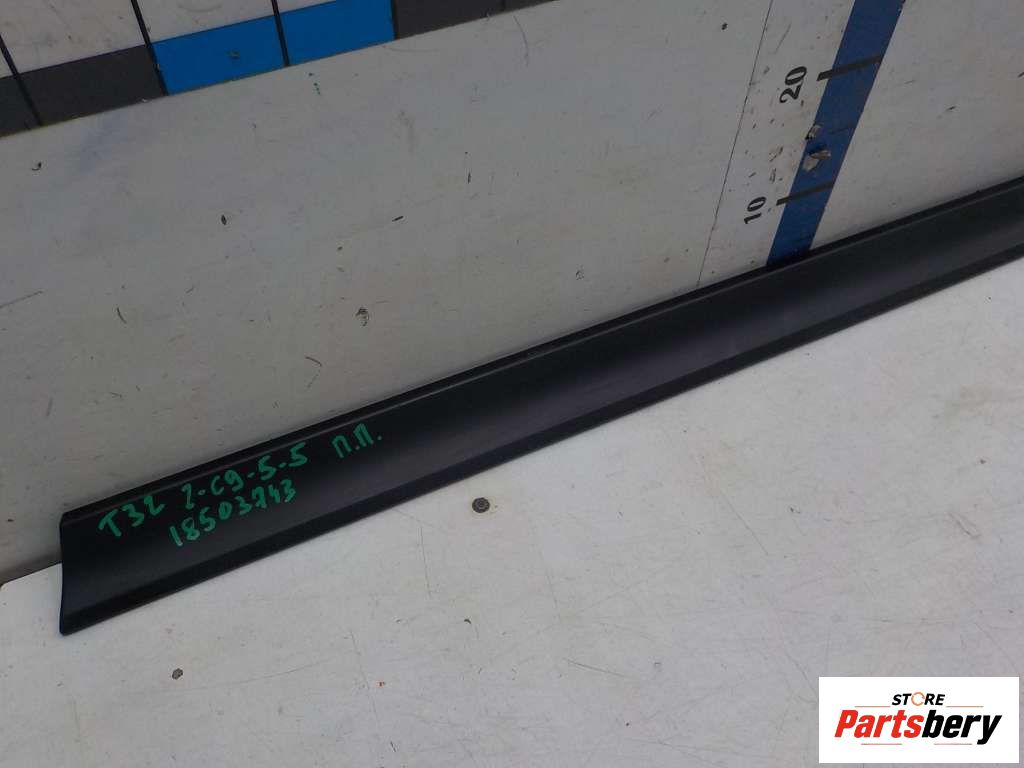 20
10
T32 2-C9-5-5 П.П.
18503743
STORE
Partsbery